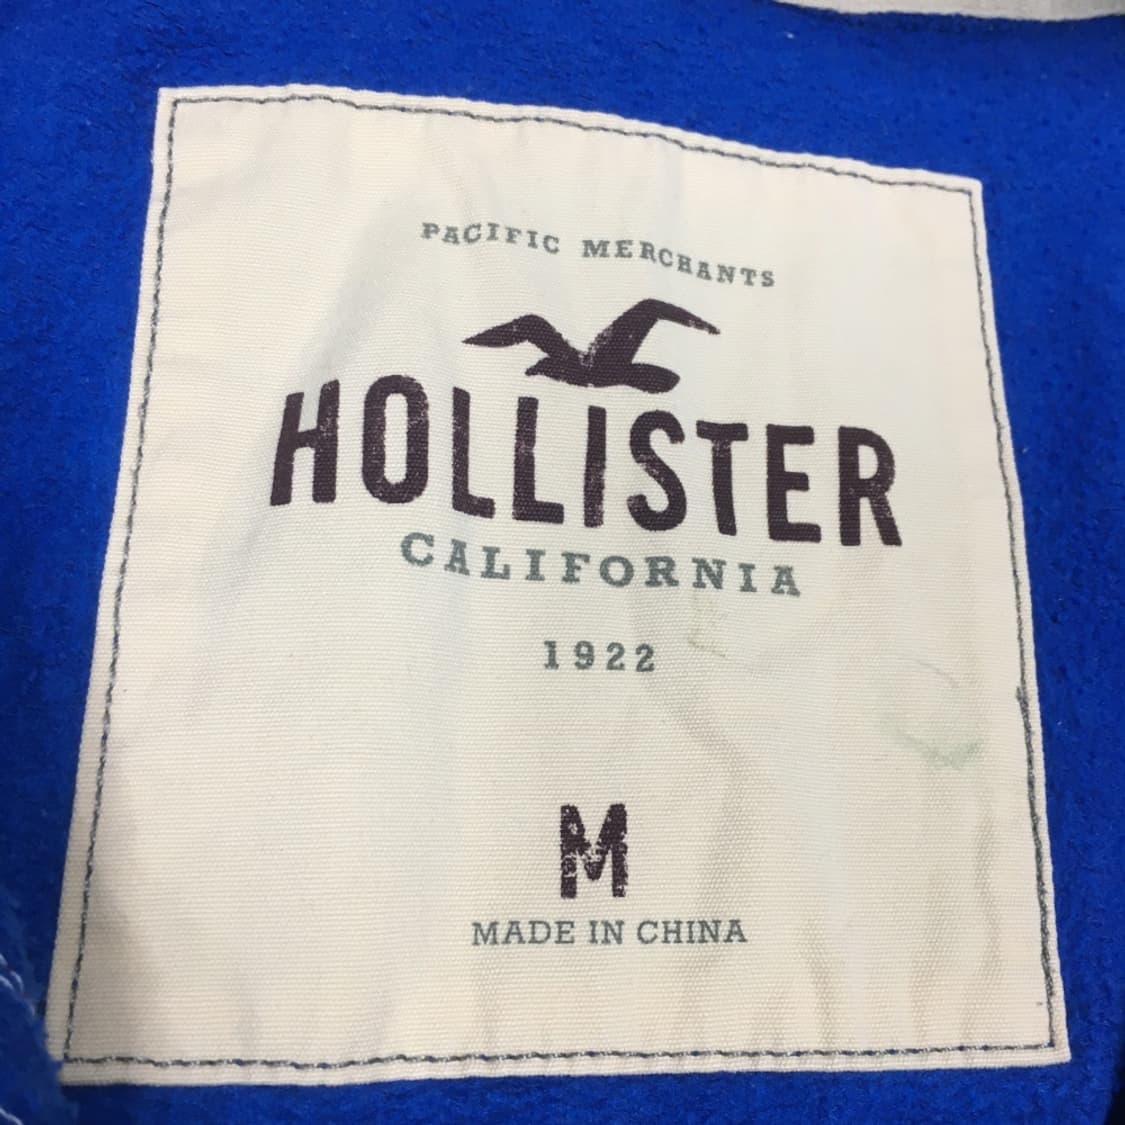 PACIFIC MERCHANTS
HOLLISTER
CALIFORNIA
1922
M
MADE IN CHINA